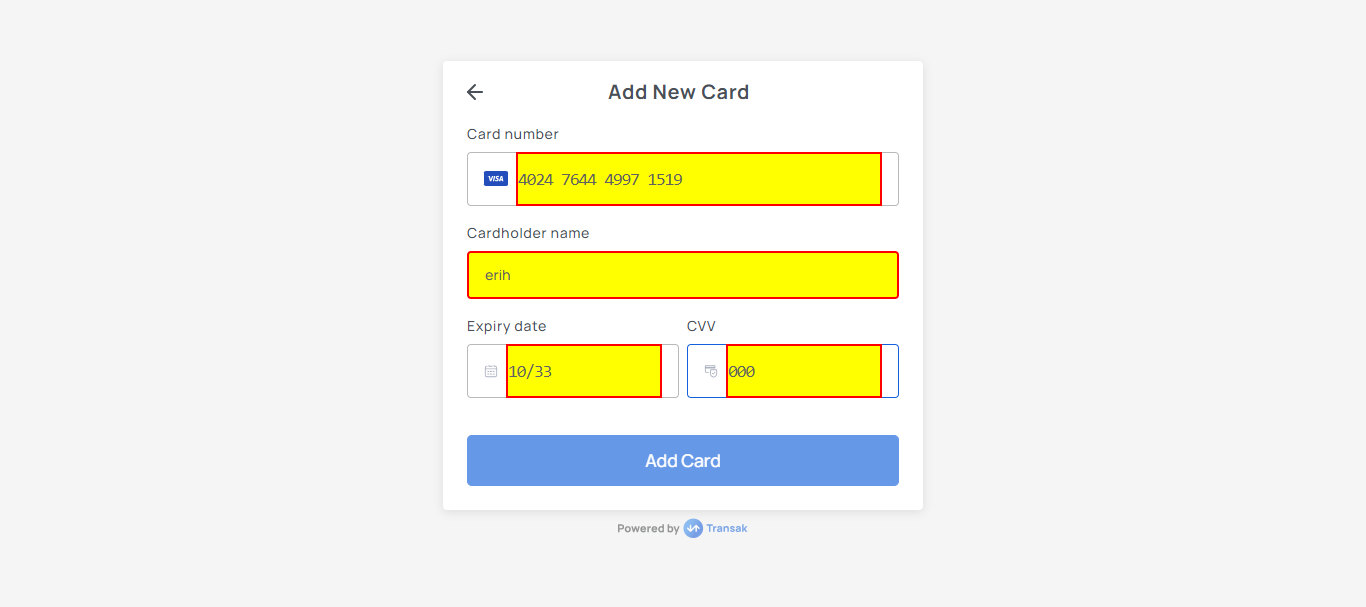 Add New Card
Card number
VISA 4024 7644 4997 1519
Cardholder name
erih
Expiry date CVV
10/33 000
Add Card
Powered by Transak